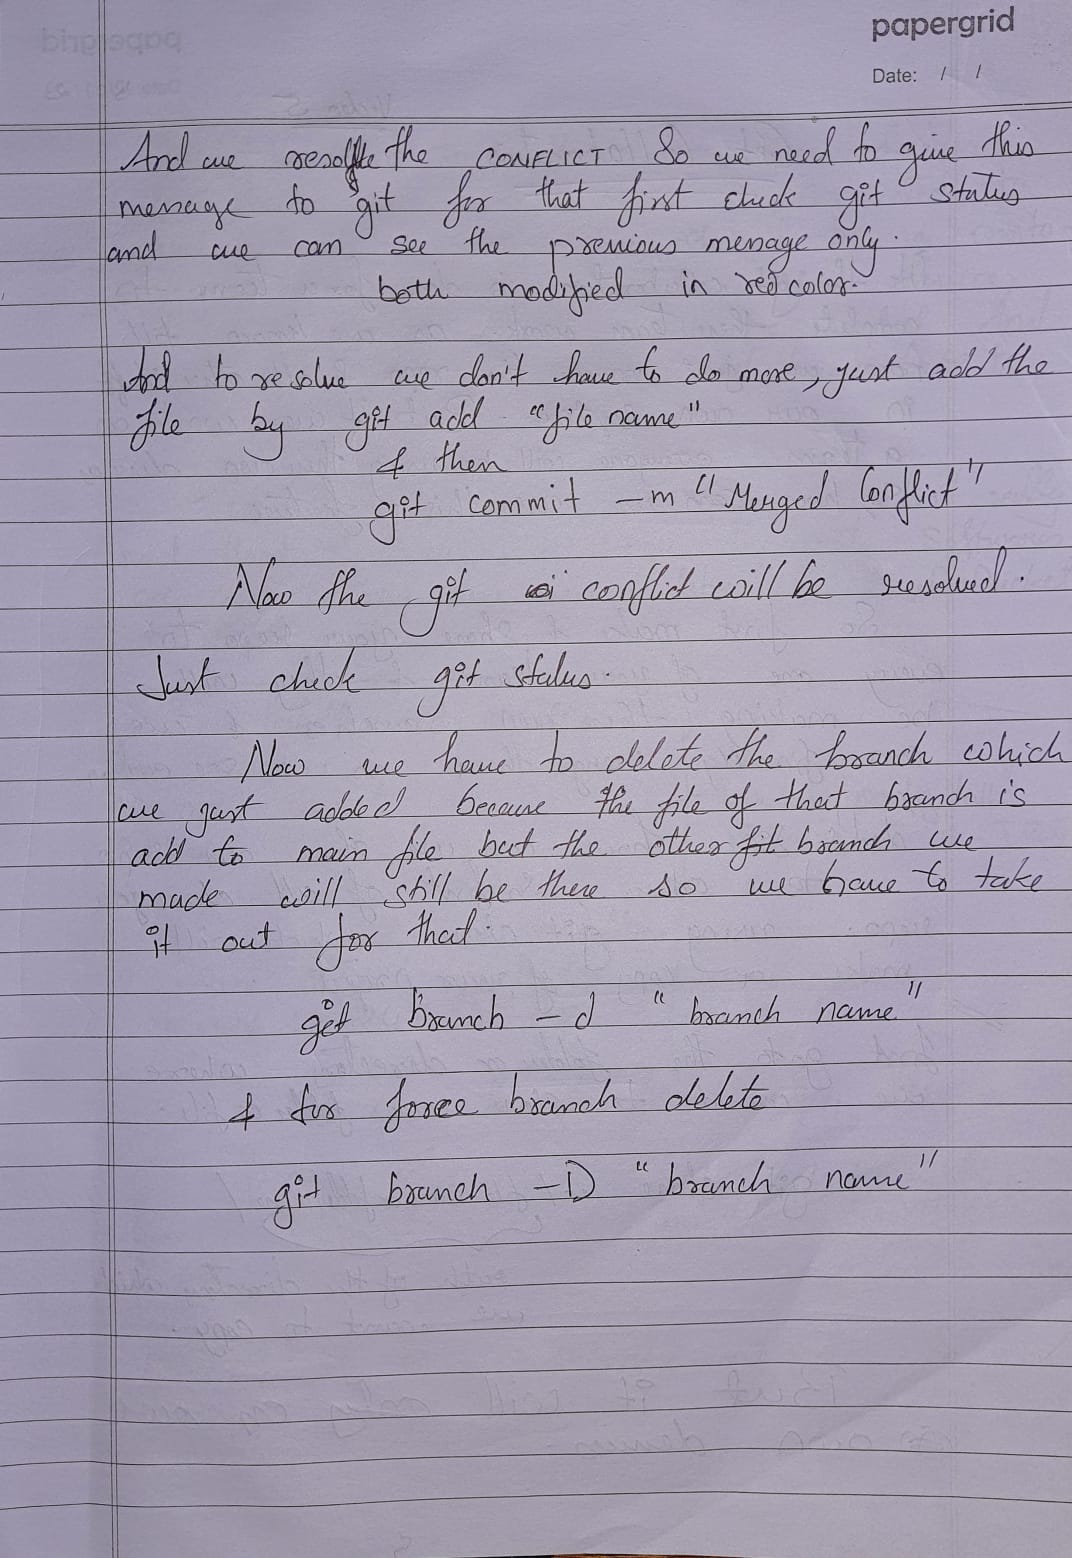 papergrid
Date: / /
And we resolve the CONFLICT So we need to give this
message to git for that first check git status
and we can see the previous message only.
both modified in red color.
And to resolve we don't have to do more, just add the
file by git add "file name"
& then
git commit -m "Merged Conflict"
Now the git conflict will be resolved.
Just check git status.
Now we have to delete the branch which
we just added because the file of that branch is
add to main file but the other branch we
made will still be there so we have to take
it out for that.
git branch -d "branch name"
& for force branch delete
git branch -D "branch name"